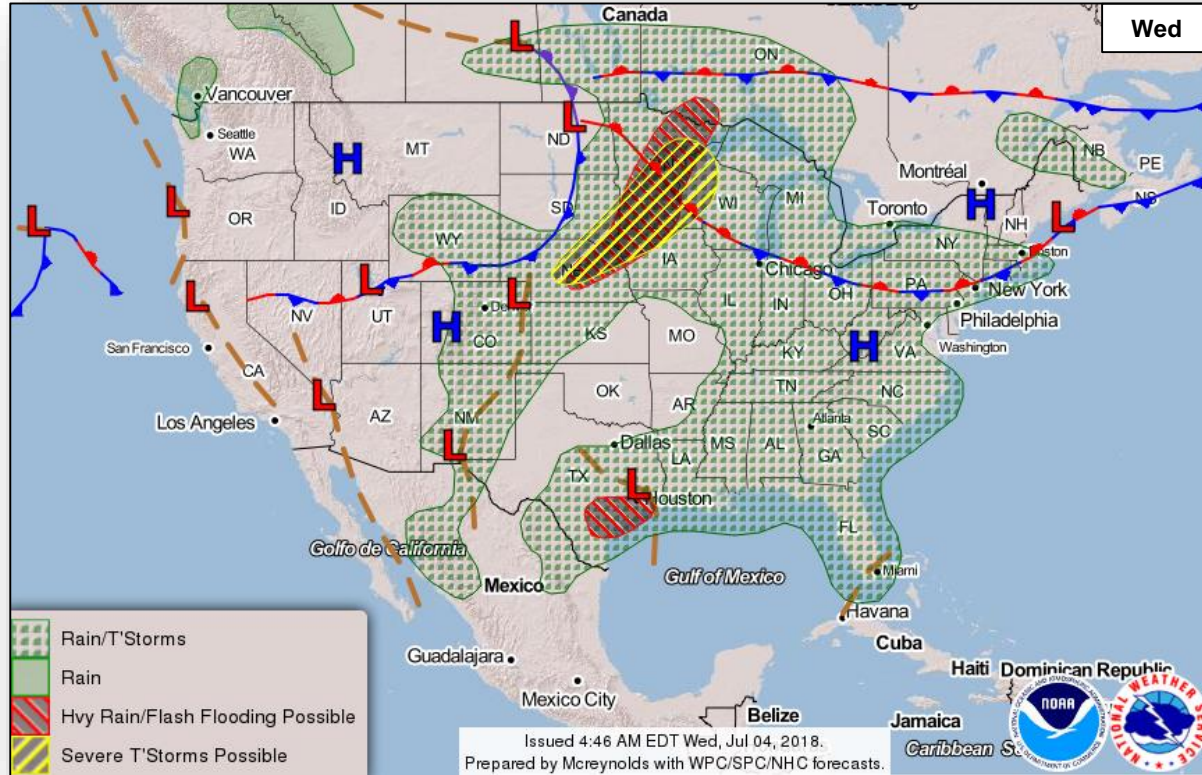 Canada
Wed
ON
Vancouver
Seattle
WA
MT
ND
OR
ID
SD
WY
WI
MI
Montréal
NB
PE
NS
NH
Toronto
NY
Boston
IA
Chicago
PA
New York
Philadelphia
Washington
NV
UT
CO
KS
MO
IL
IN
OH
KY
VA
San Francisco
CA
Los Angeles
AZ
NM
OK
AR
TN
NC
Atlanta
SC
Dallas
TX
LA
MS
AL
GA
Houston
FL
Miami
Golfo de California
Mexico
Gulf of Mexico
Havana
Cuba
Guadalajara
Mexico City
Haiti
Dominican Republic
Belize
Jamaica
Caribbean
L
L
L
L
L
L
L
L
L
L
L
L
H
H
H
H
Rain/T'Storms
Rain
Hvy Rain/Flash Flooding Possible
Severe T'Storms Possible
Issued 4:46 AM EDT Wed, Jul 04, 2018.
Prepared by Mcreynolds with WPC/SPC/NHC forecasts.
NOAA
NATIONAL WEATHER SERVICE